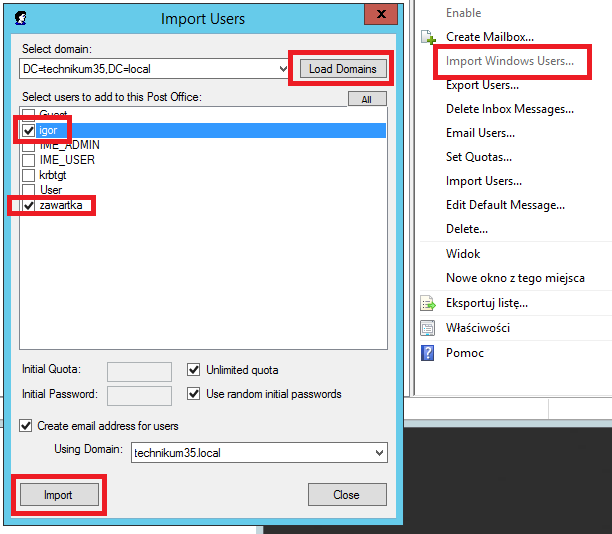 Import Users
x
Select domain:
DC=technikum35,DC=local
Load Domains
Select users to add to this Post Office:
All
Guest
igor
IME_ADMIN
IME_USER
krbtgt
User
zawartka
Initial Quota:
Unlimited quota
Initial Password:
Use random initial passwords
Create email address for users
Using Domain:
technikum35.local
Import
Close
Enable
Create Mailbox...
Import Windows Users...
Export Users...
Delete Inbox Messages...
Email Users...
Set Quotas...
Import Users...
Edit Default Message...
Delete...
Widok
Nowe okno z tego miejsca
Eksportuj listę...
Właściwości
?
Pomoc